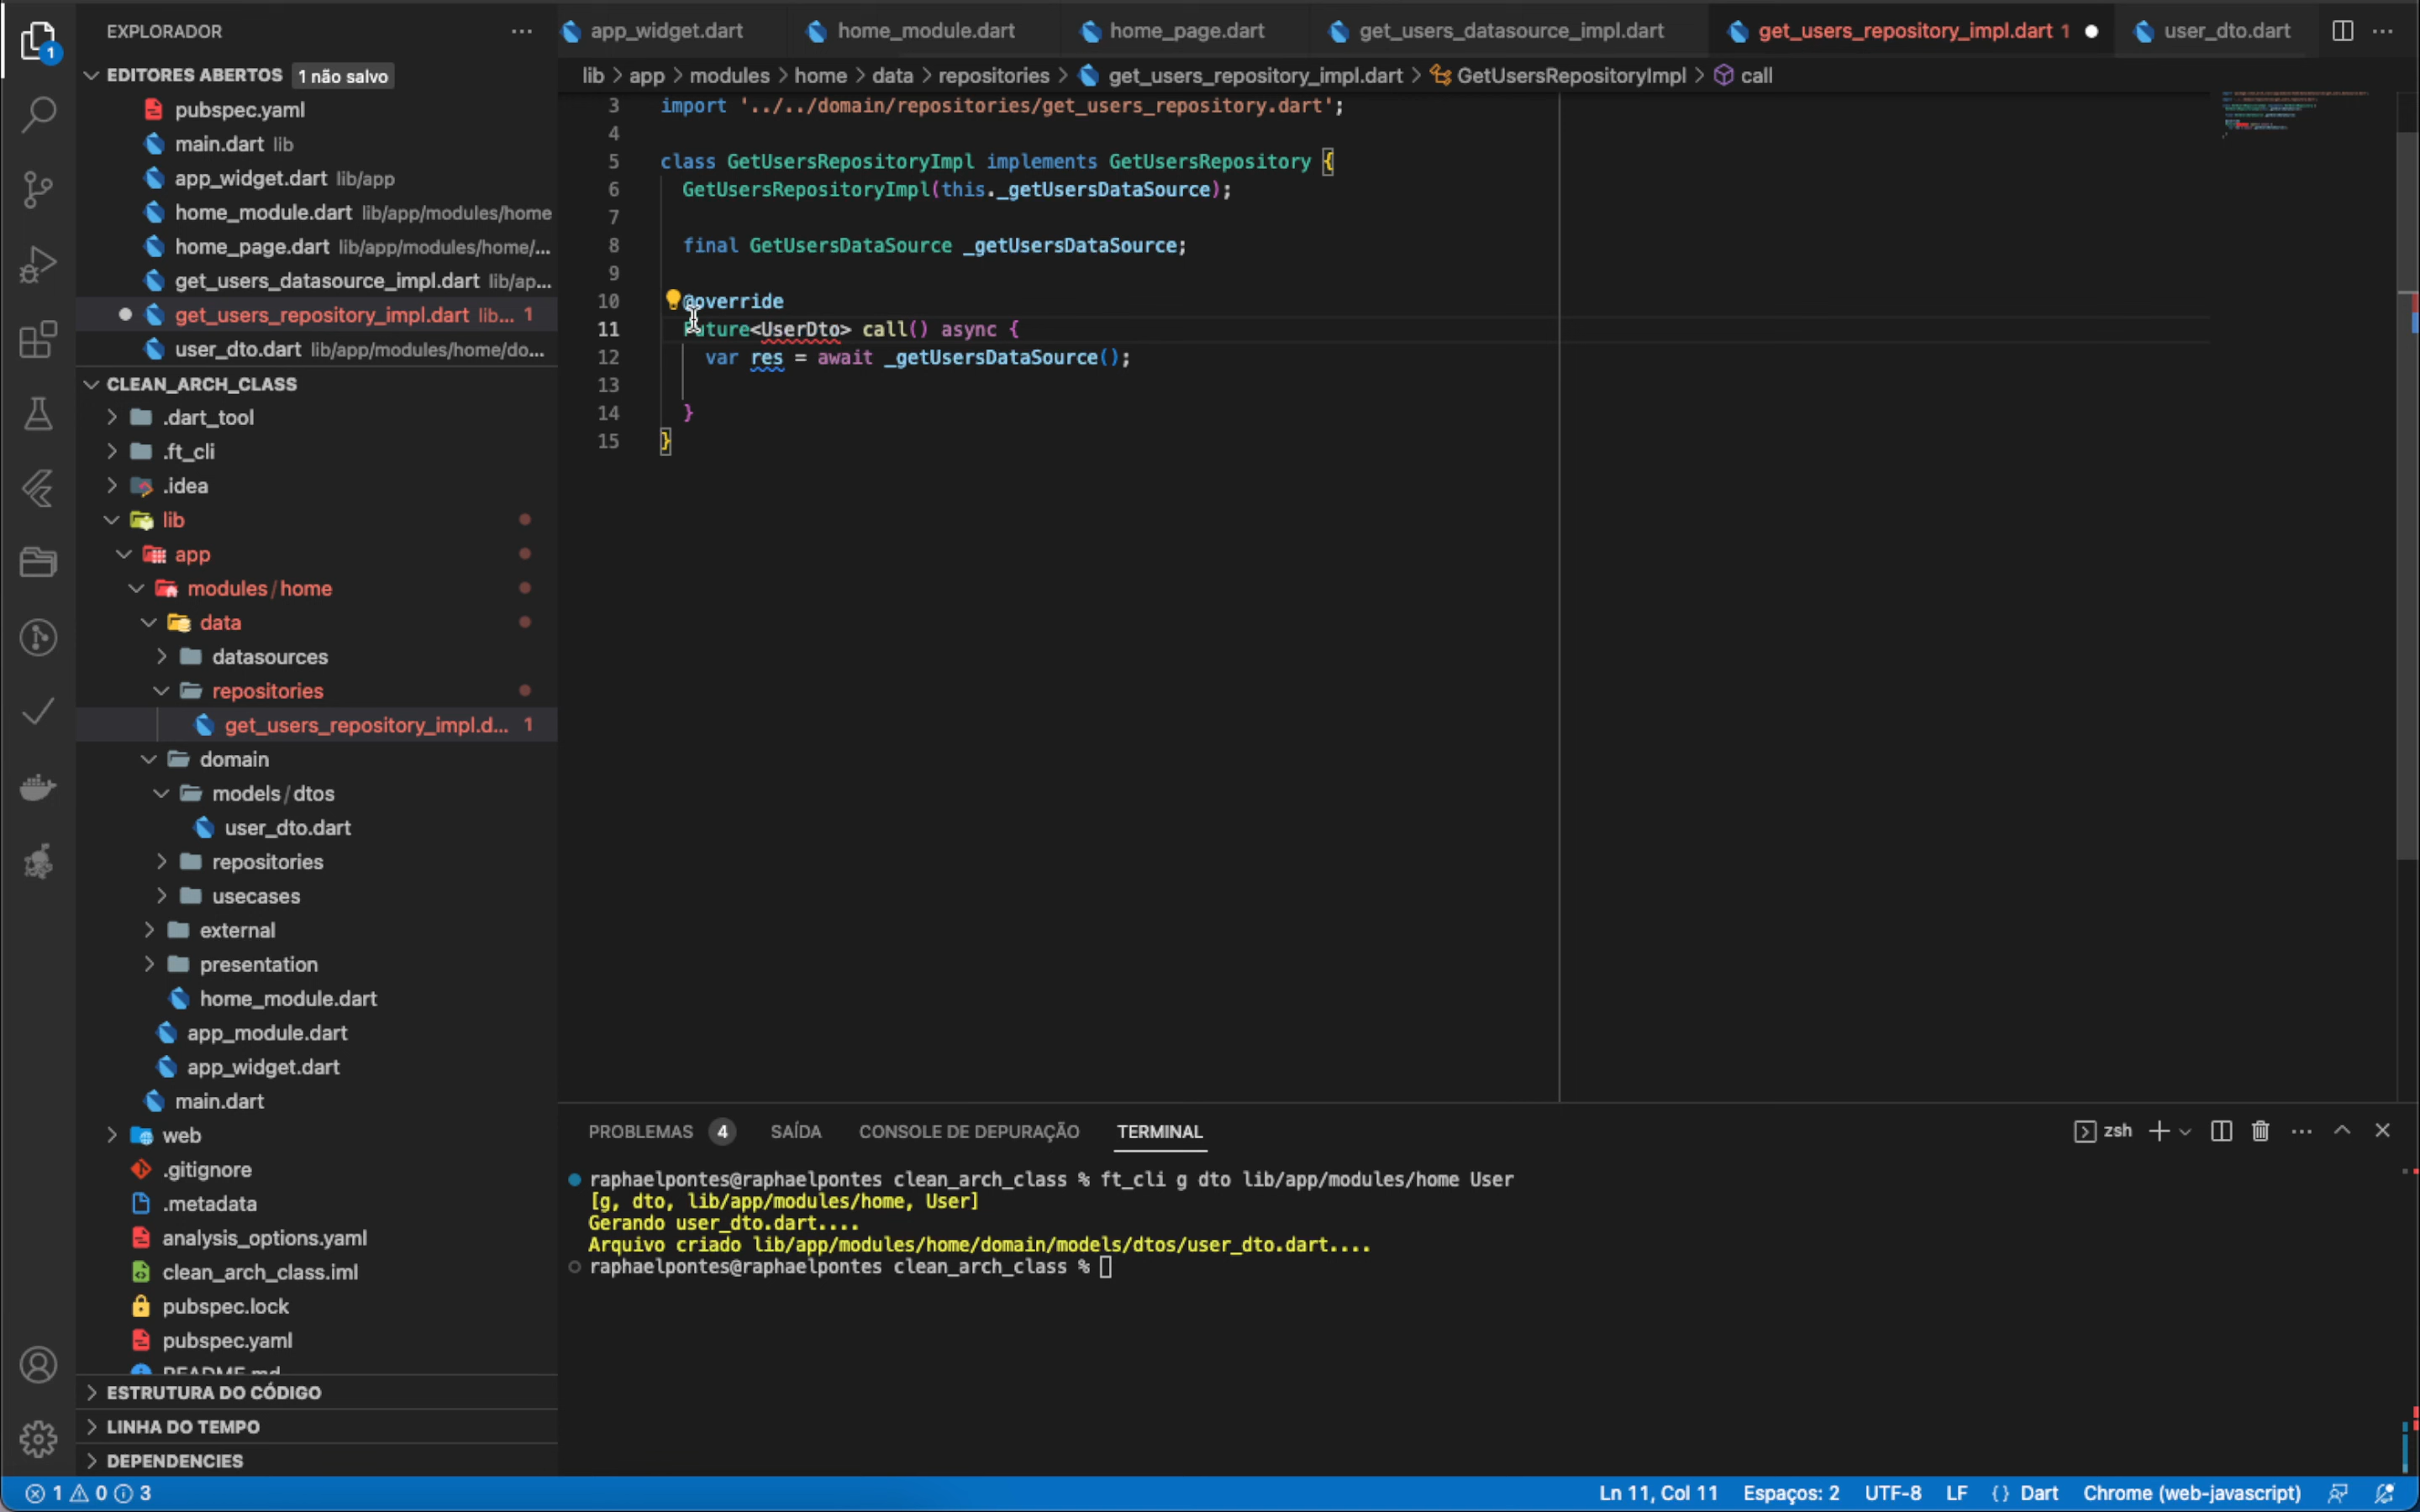 EXPLORADOR
EDITORES ABERTOS 1 não salvo
pubspec.yaml
main.dart lib
app_widget.dart lib/app
home_module.dart lib/app/modules/home
home_page.dart lib/app/modules/home/...
get_users_datasource_impl.dart lib/ap...
get_users_repository_impl.dart lib... 1
user_dto.dart lib/app/modules/home/do...
CLEAN_ARCH_CLASS
.dart_tool
.ft_cli
.idea
lib
app
modules/home
data
datasources
repositories
get_users_repository_impl.d... 1
domain
models/dtos
user_dto.dart
repositories
usecases
external
presentation
home_module.dart
app_module.dart
app_widget.dart
main.dart
web
.gitignore
.metadata
analysis_options.yaml
clean_arch_class.iml
pubspec.lock
pubspec.yaml
README.md
ESTRUTURA DO CÓDIGO
LINHA DO TEMPO
DEPENDENCIES
1
app_widget.dart home_module.dart home_page.dart get_users_datasource_impl.dart get_users_repository_impl.dart 1 user_dto.dart
lib > app > modules > home > data > repositories > get_users_repository_impl.dart > GetUsersRepositoryImpl > call
3 import '../../domain/repositories/get_users_repository.dart';
4
5 class GetUsersRepositoryImpl implements GetUsersRepository {
6 GetUsersRepositoryImpl(this._getUsersDataSource);
7
8 final GetUsersDataSource _getUsersDataSource;
9
10 @override
11 Future<UserDto> call() async {
12 var res = await _getUsersDataSource();
13
14 }
15 }
PROBLEMAS 4 SAÍDA CONSOLE DE DEPURAÇÃO TERMINAL zsh
raphaelpontes@raphaelpontes clean_arch_class % ft_cli g dto lib/app/modules/home User
[g, dto, lib/app/modules/home, User]
Gerando user_dto.dart....
Arquivo criado lib/app/modules/home/domain/models/dtos/user_dto.dart....
raphaelpontes@raphaelpontes clean_arch_class %
1 0 3 Ln 11, Col 11 Espaços: 2 UTF-8 LF {} Dart Chrome (web-javascript)